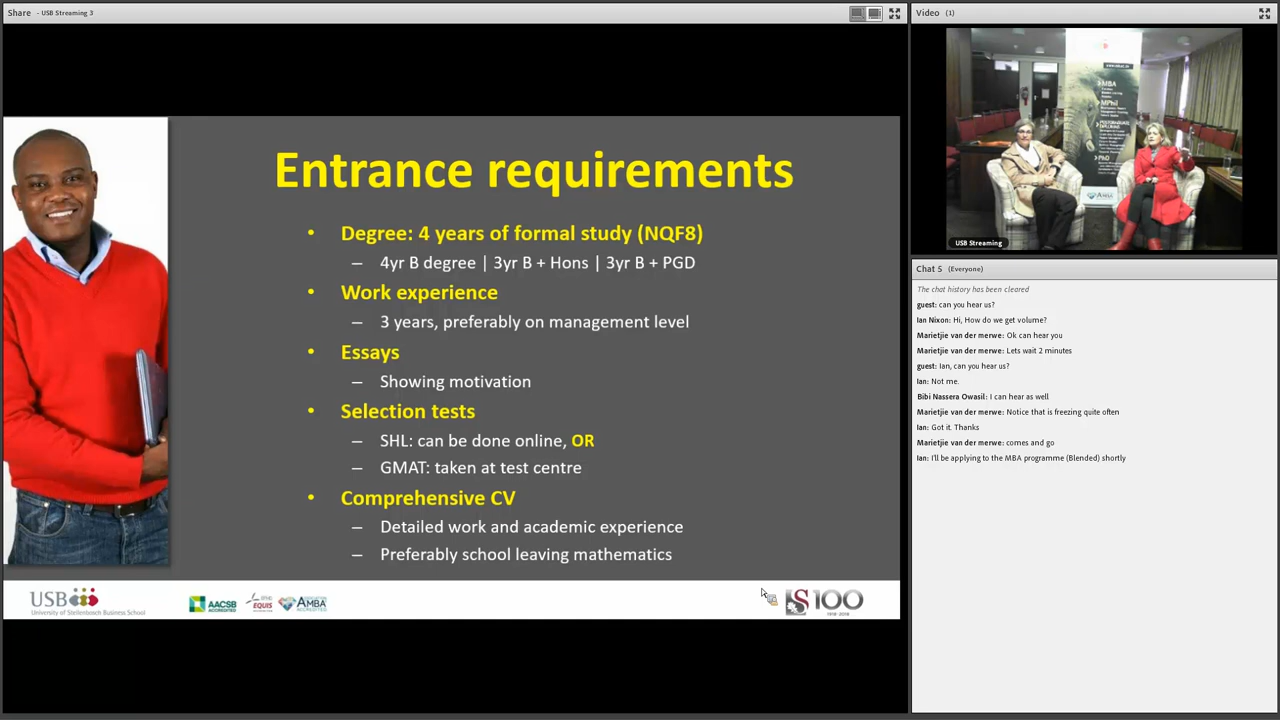 Share - USB Streaming 3
Entrance requirements
• Degree: 4 years of formal study (NQF8)
– 4yr B degree | 3yr B + Hons | 3yr B + PGD
• Work experience
– 3 years, preferably on management level
• Essays
– Showing motivation
• Selection tests
– SHL: can be done online, OR
– GMAT: taken at test centre
• Comprehensive CV
– Detailed work and academic experience
– Preferably school leaving mathematics
USB
University of Stellenbosch Business School
AACSB
ACCREDITED
EQUIS
AMBA
ACCREDITED
S100
1918·2018
Video (1)
MBA
MPhil
USB Streaming
Chat 5 (Everyone)
The chat history has been cleared
guest: can you hear us?
Ian Nixon: Hi, How do we get volume?
Marietjie van der merwe: Ok can hear you
Marietjie van der merwe: Lets wait 2 minutes
guest: Ian, can you hear us?
Ian: Not me.
Bibi Nassera Owasil: I can hear as well
Marietjie van der merwe: Notice that is freezing quite often
Ian: Got it. Thanks
Marietjie van der merwe: comes and go
Ian: I'll be applying to the MBA programme (Blended) shortly